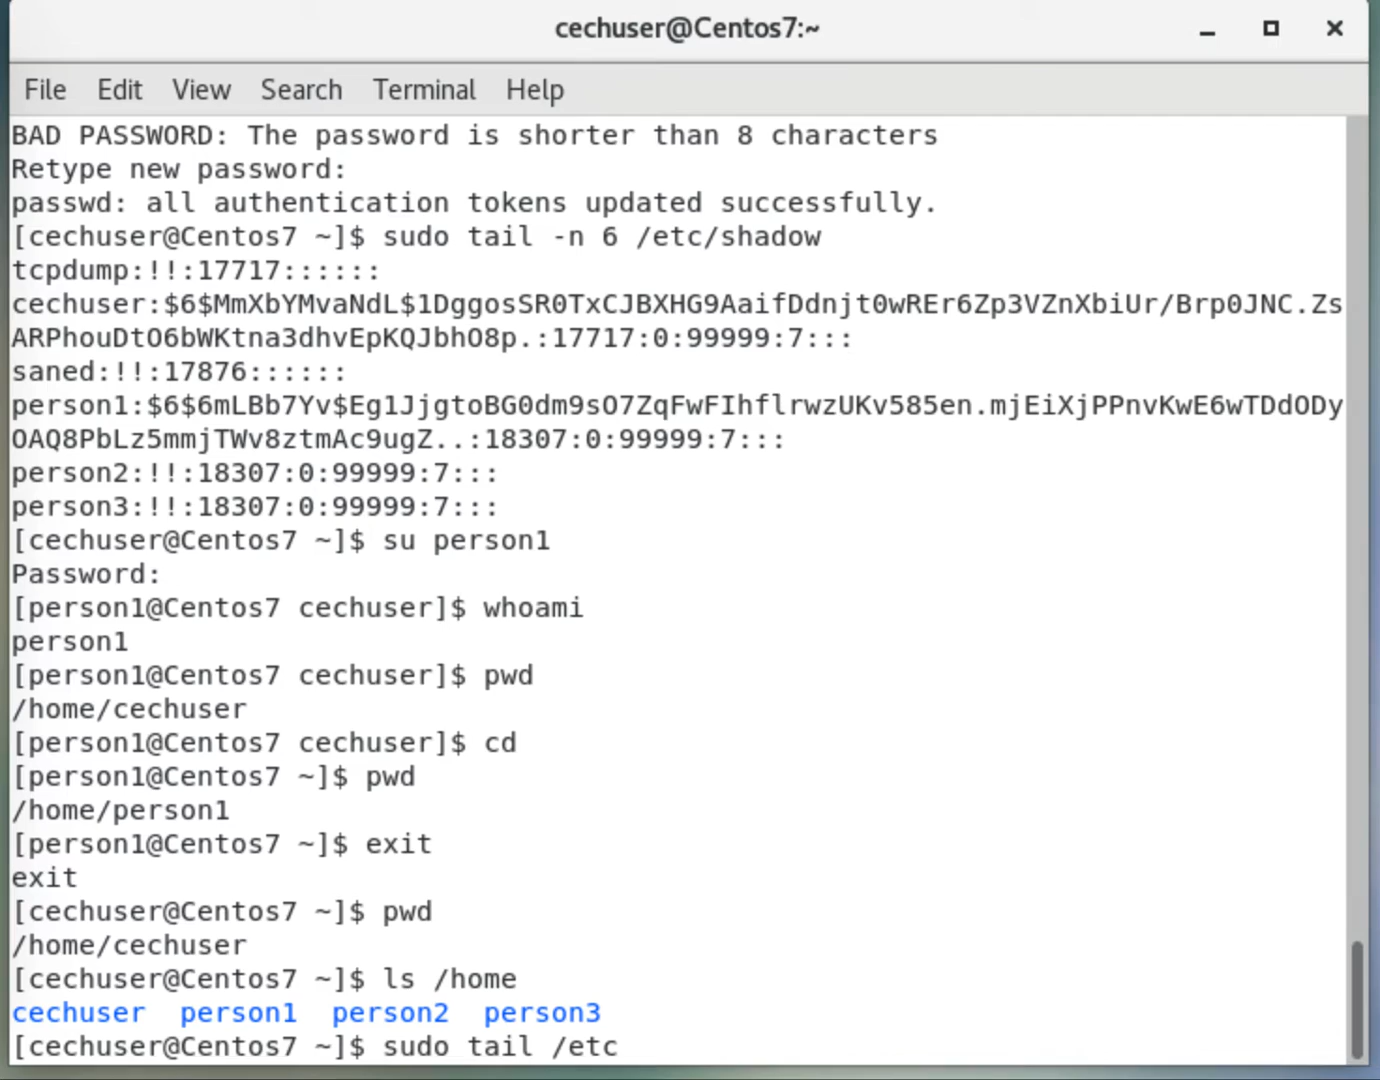 cechuser@Centos7:~
File Edit View Search Terminal Help
BAD PASSWORD: The password is shorter than 8 characters
Retype new password:
passwd: all authentication tokens updated successfully.
[cechuser@Centos7 ~]$ sudo tail -n 6 /etc/shadow
tcpdump:!!:17717::::::
cechuser:$6$MmXbYMvaNdL$1DggosSR0TxCJBXHG9AaifDdnjt0wREr6Zp3VZnXbiUr/Brp0JNC.Zs
ARPhouDtO6bWKtna3dhvEpKQJbhO8p.:17717:0:99999:7:::
saned:!!:17876::::::
person1:$6$6mLBb7Yv$Eg1JjgtoBG0dm9sO7ZqFwFIhflrwzUKv585en.mjEiXjPPnvKwE6wTDdODy
OAQ8PbLz5mmjTWv8ztmAc9ugZ..:18307:0:99999:7:::
person2:!!:18307:0:99999:7:::
person3:!!:18307:0:99999:7:::
[cechuser@Centos7 ~]$ su person1
Password:
[person1@Centos7 cechuser]$ whoami
person1
[person1@Centos7 cechuser]$ pwd
/home/cechuser
[person1@Centos7 cechuser]$ cd
[person1@Centos7 ~]$ pwd
/home/person1
[person1@Centos7 ~]$ exit
exit
[cechuser@Centos7 ~]$ pwd
/home/cechuser
[cechuser@Centos7 ~]$ ls /home
cechuser person1 person2 person3
[cechuser@Centos7 ~]$ sudo tail /etc